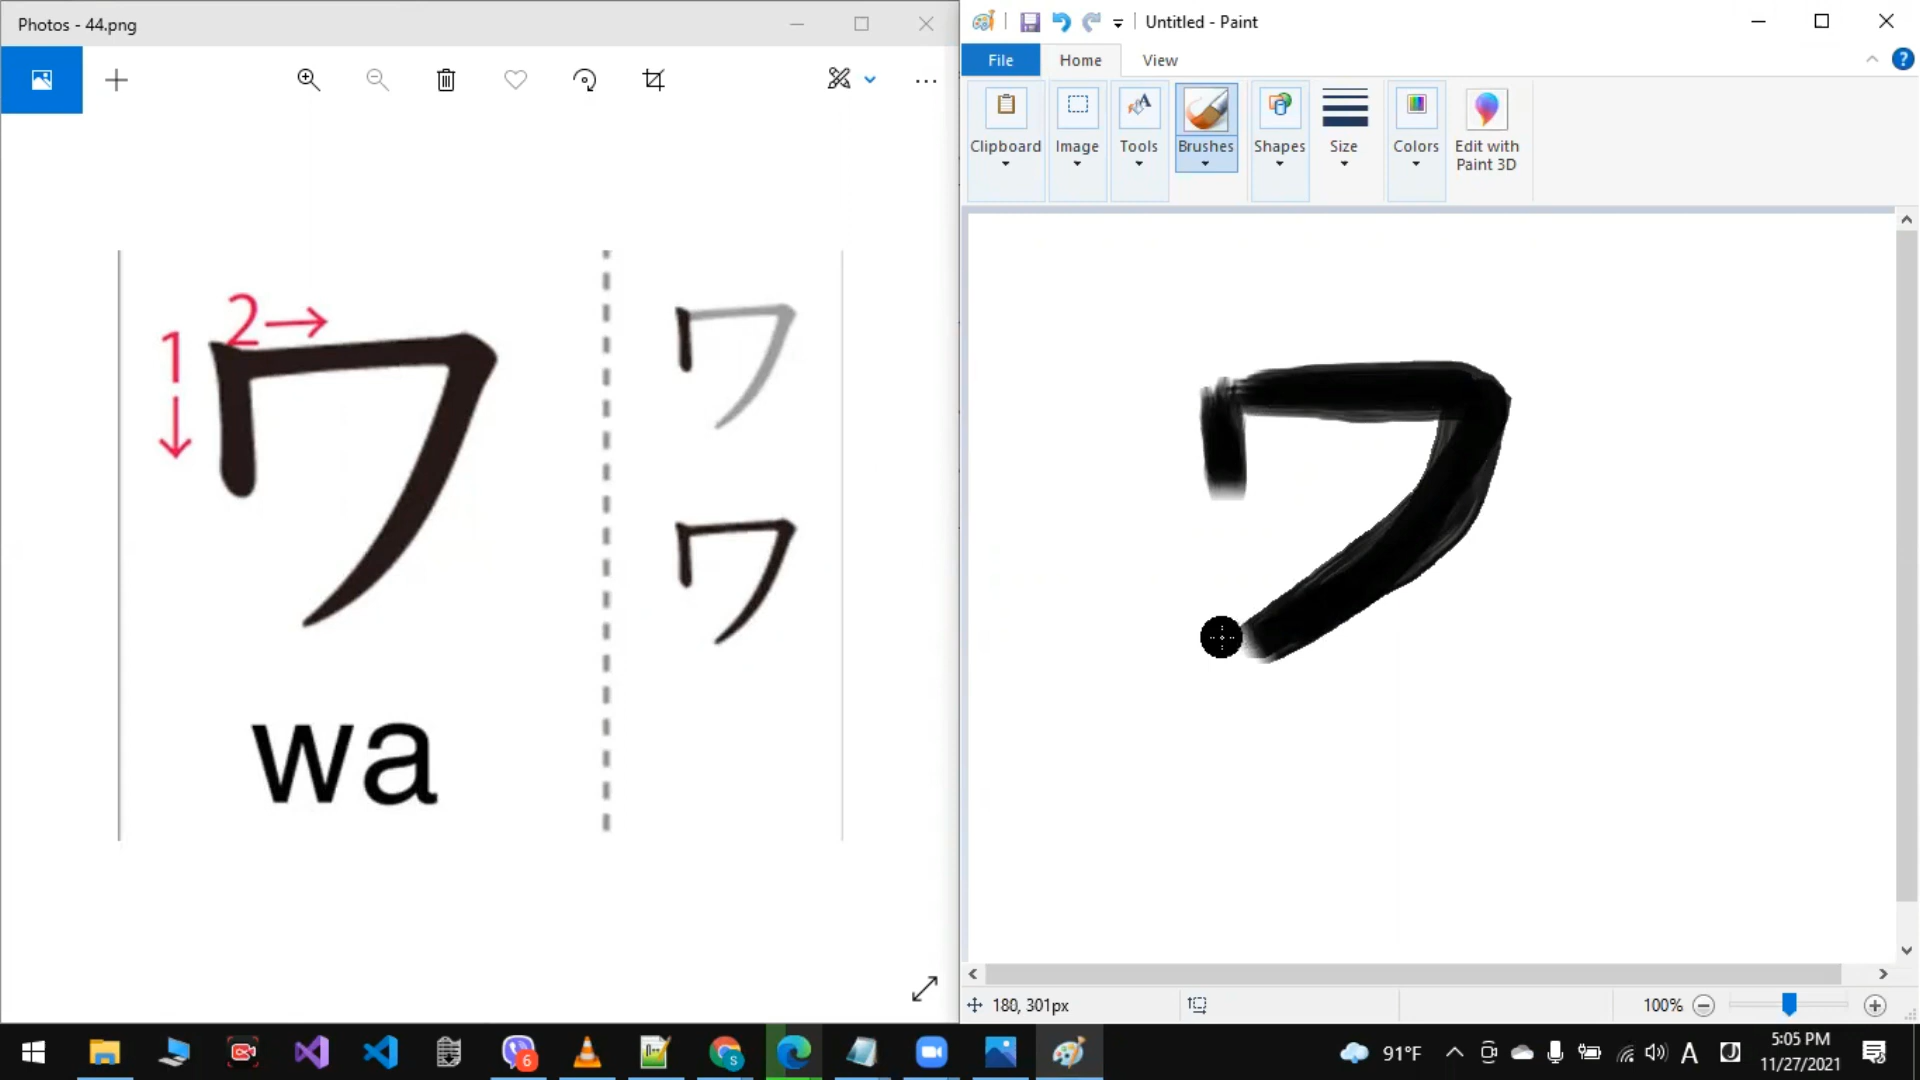 Photos - 44.png
Untitled - Paint
File Home View
?
Clipboard Image Tools Brushes Shapes Size Colors Edit with Paint 3D
2→
1
↓
ワ
ワ
ワ
wa
ワ
180, 301px
100%
6
S
91°F
A
J
5:05 PM
11/27/2021